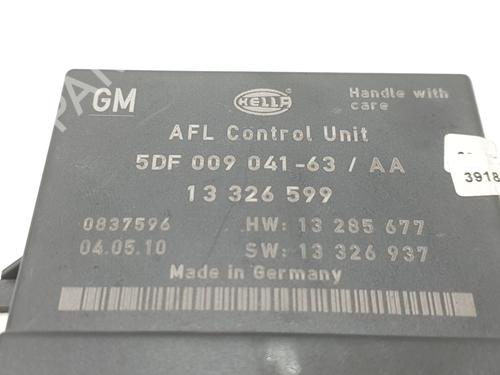 GM
HELLA
Handle with
care
AFL Control Unit
5DF 009 041-63 / AA
13 326 599
3918
0837596
HW: 13 285 677
04.05.10
SW: 13 326 937
Made in Germany